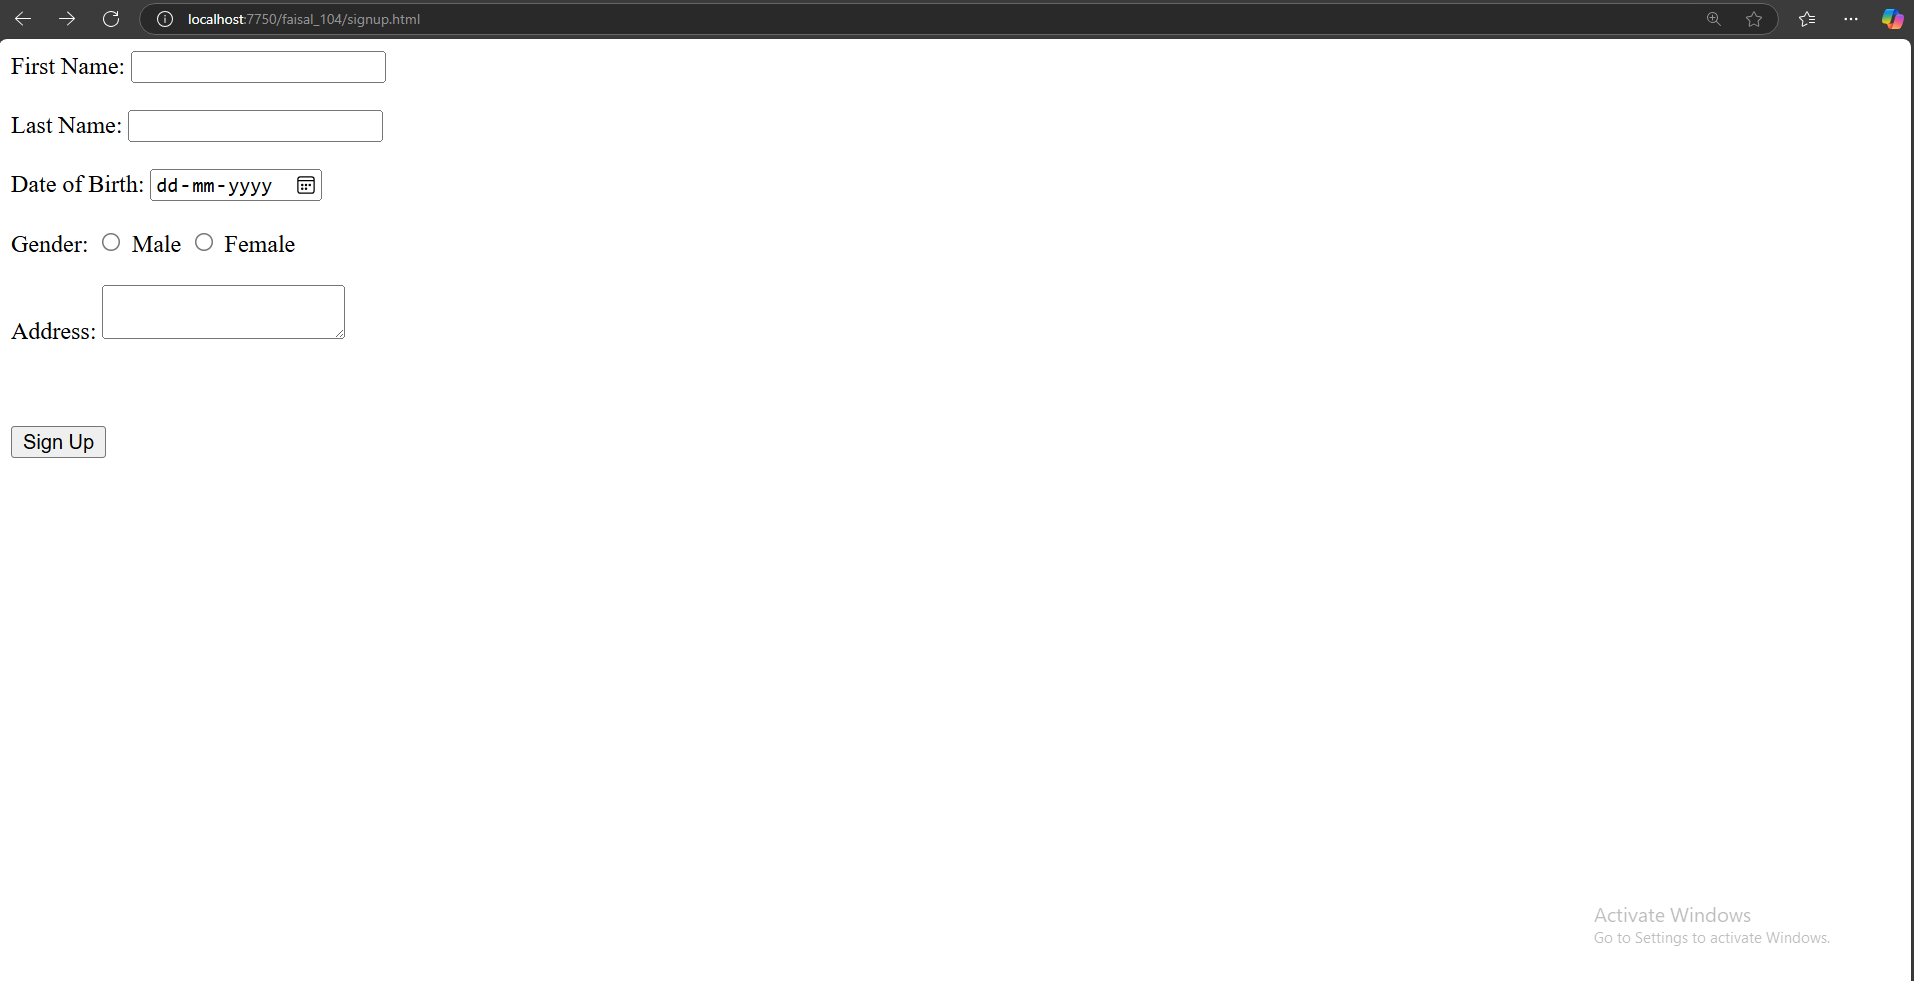 localhost:7750/faisal_104/signup.html
First Name:
Last Name:
Date of Birth: dd-mm-yyyy
Gender: Male Female
Address:
Sign Up
Activate Windows
Go to Settings to activate Windows.